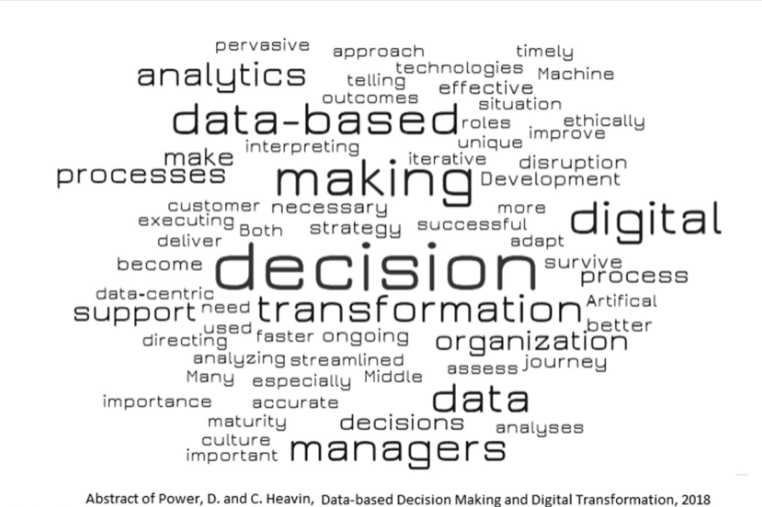 pervasive approach timely
analytics telling technologies Machine
outcomes effective
data-based situation
roles ethically
interpreting unique improve
make iterative disruption
processes making Development
customer necessary more digital
executing Both strategy successful
deliver adapt
become decision survive
process
data-centric
support need transformation Artifical
directing used faster ongoing organization better
analyzing streamlined assess journey
Many especially Middle
importance accurate data
maturity decisions analyses
culture
important managers
Abstract of Power, D. and C. Heavin, Data-based Decision Making and Digital Transformation, 2018